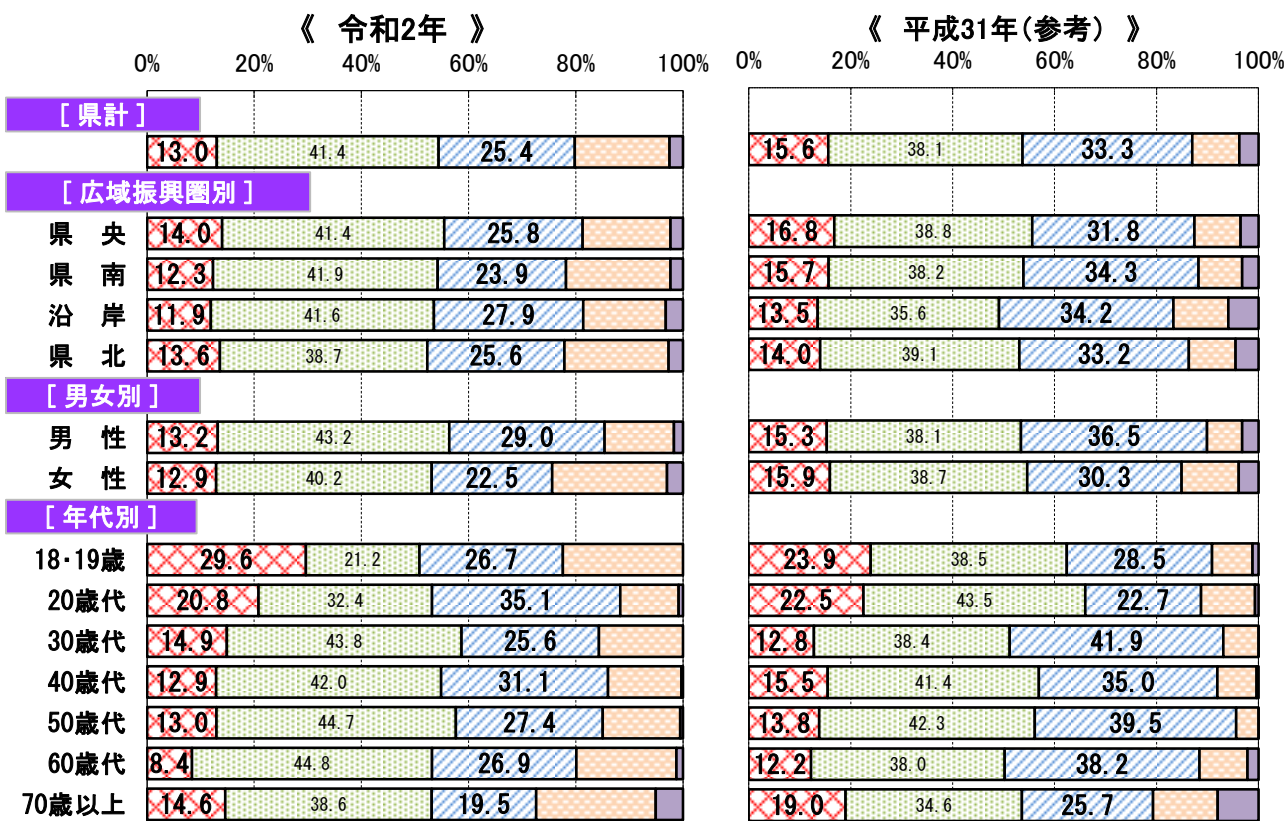 《 令和2年 》 《 平成31年(参考) 》
0% 20% 40% 60% 80% 100% 0% 20% 40% 60% 80% 100%
[ 県計 ]
13.0 41.4 25.4 15.6 38.1 33.3
[ 広域振興圏別 ]
県 央 14.0 41.4 25.8 16.8 38.8 31.8
県 南 12.3 41.9 23.9 15.7 38.2 34.3
沿 岸 11.9 41.6 27.9 13.5 35.6 34.2
県 北 13.6 38.7 25.6 14.0 39.1 33.2
[ 男女別 ]
男 性 13.2 43.2 29.0 15.3 38.1 36.5
女 性 12.9 40.2 22.5 15.9 38.7 30.3
[ 年代別 ]
18・19歳 29.6 21.2 26.7 23.9 38.5 28.5
20歳代 20.8 32.4 35.1 22.5 43.5 22.7
30歳代 14.9 43.8 25.6 12.8 38.4 41.9
40歳代 12.9 42.0 31.1 15.5 41.4 35.0
50歳代 13.0 44.7 27.4 13.8 42.3 39.5
60歳代 8.4 44.8 26.9 12.2 38.0 38.2
70歳以上 14.6 38.6 19.5 19.0 34.6 25.7